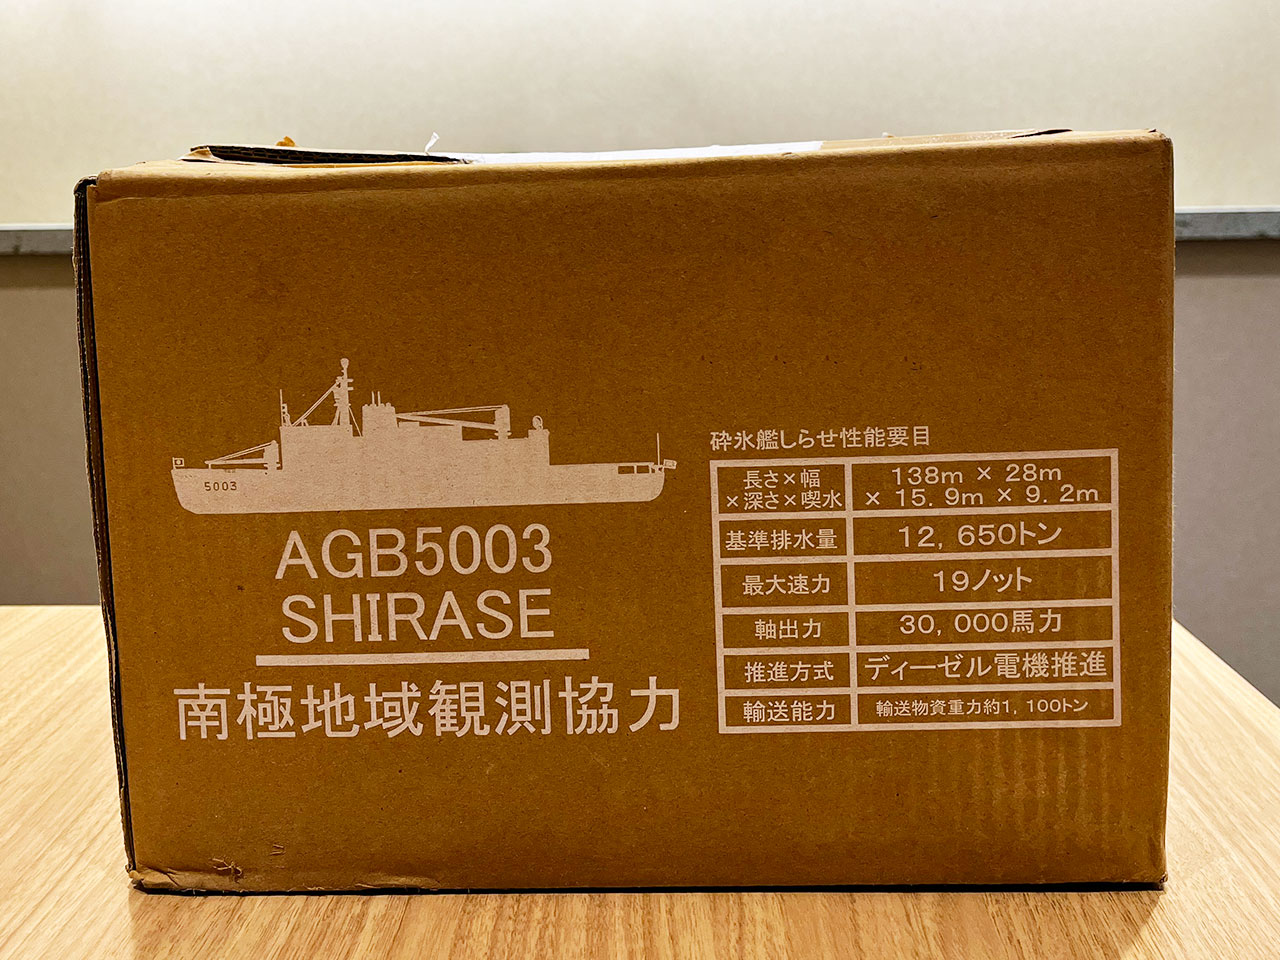 5003
AGB5003
SHIRASE
南極地域観測協力
砕氷艦しらせ性能要目
長さ×幅
×深さ×喫水
138m × 28m
× 15. 9m × 9. 2m
基準排水量
12, 650トン
最大速力
19ノット
軸出力
30, 000馬力
推進方式
ディーゼル電機推進
輸送能力
輸送物資重力約1, 100トン